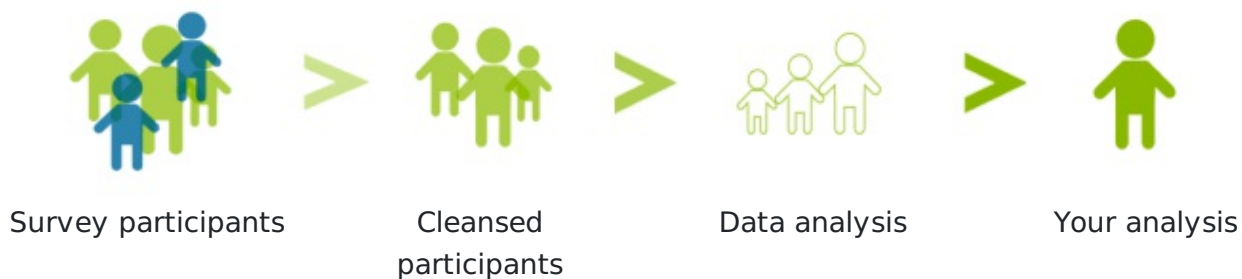 Survey participants
Cleansed
participants
Data analysis
Your analysis